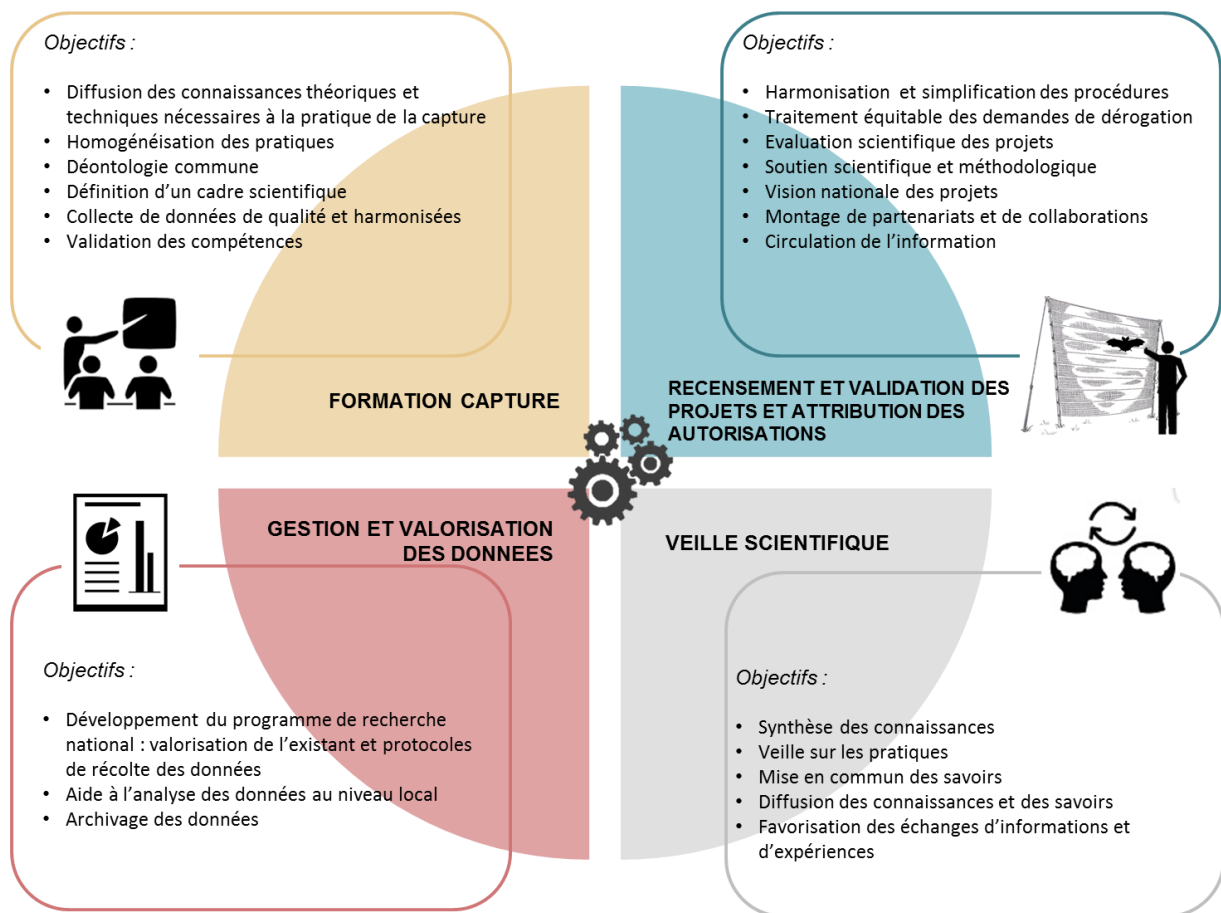 Objectifs :
• Diffusion des connaissances théoriques et
techniques nécessaires à la pratique de la capture
• Homogénéisation des pratiques
• Déontologie commune
• Définition d'un cadre scientifique
• Collecte de données de qualité et harmonisées
• Validation des compétences
FORMATION CAPTURE
Objectifs :
• Harmonisation et simplification des procédures
• Traitement équitable des demandes de dérogation
• Evaluation scientifique des projets
• Soutien scientifique et méthodologique
• Vision nationale des projets
• Montage de partenariats et de collaborations
• Circulation de l'information
RECENSEMENT ET VALIDATION DES
PROJETS ET ATTRIBUTION DES
AUTORISATIONS
GESTION ET VALORISATION
DES DONNEES
Objectifs :
• Développement du programme de recherche
national : valorisation de l'existant et protocoles
de récolte des données
• Aide à l'analyse des données au niveau local
• Archivage des données
VEILLE SCIENTIFIQUE
Objectifs :
• Synthèse des connaissances
• Veille sur les pratiques
• Mise en commun des savoirs
• Diffusion des connaissances et des savoirs
• Favorisation des échanges d'informations et
d'expériences